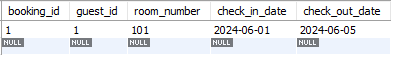 booking_id guest_id room_number check_in_date check_out_date
1 1 101 2024-06-01 2024-06-05
NULL NULL NULL NULL NULL